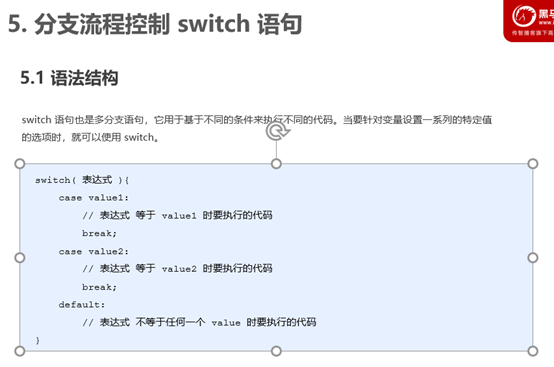 5. 分支流程控制 switch 语句
黑马
www.i
传智播客旗下高
5.1 语法结构
switch 语句也是多分支语句，它用于基于不同的条件来执行不同的代码。当要针对变量设置一系列的特定值
的选项时，就可以使用 switch。
switch( 表达式 ){
case value1:
// 表达式 等于 value1 时要执行的代码
break;
case value2:
// 表达式 等于 value2 时要执行的代码
break;
default:
// 表达式 不等于任何一个 value 时要执行的代码
}